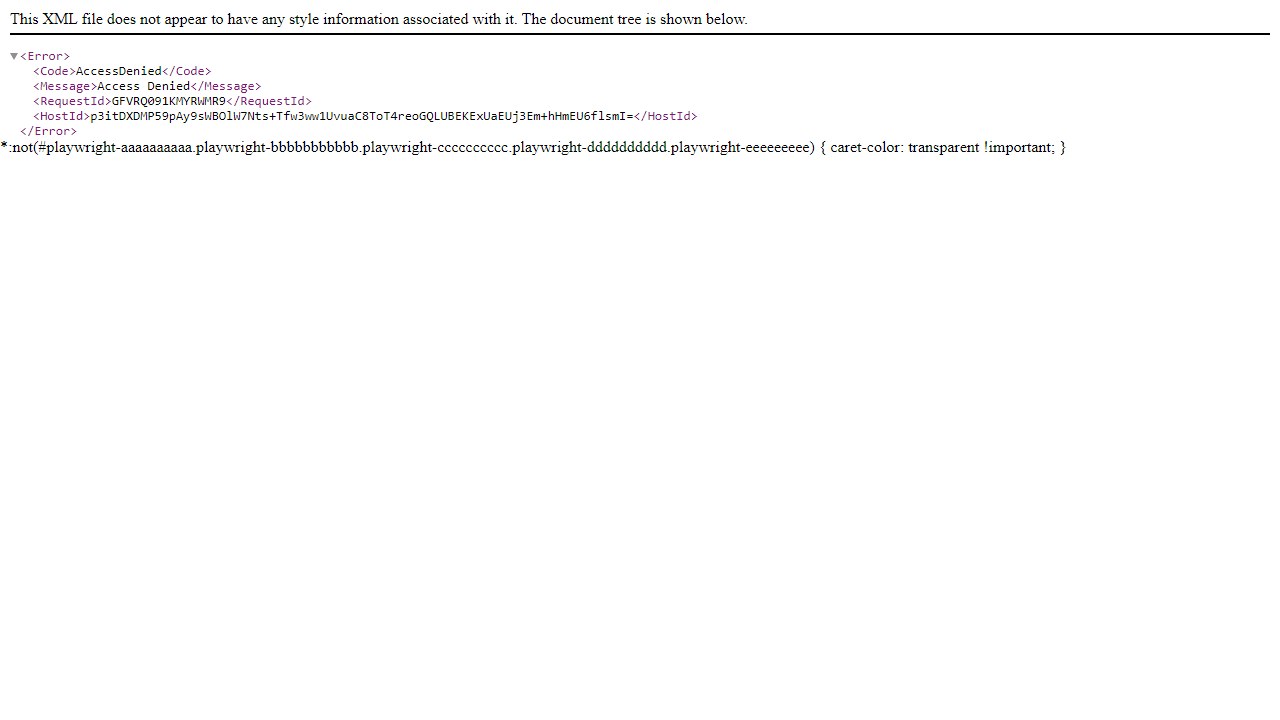 This XML file does not appear to have any style information associated with it. The document tree is shown below.
▼<Error>
<Code>AccessDenied</Code>
<Message>Access Denied</Message>
<RequestId>GFVRQ091KMYRWMR9</RequestId>
<HostId>p3itDXDMP59pAy9sWBOlW7Nts+Tfw3ww1UvuaC8ToT4reoGQLUBEKExUaEUj3Em+hHmEU6flsmI=</HostId>
</Error>
*:not(#playwright-aaaaaaaaaa.playwright-bbbbbbbbbbb.playwright-cccccccccc.playwright-dddddddddd.playwright-eeeeeeeee) { caret-color: transparent !important; }